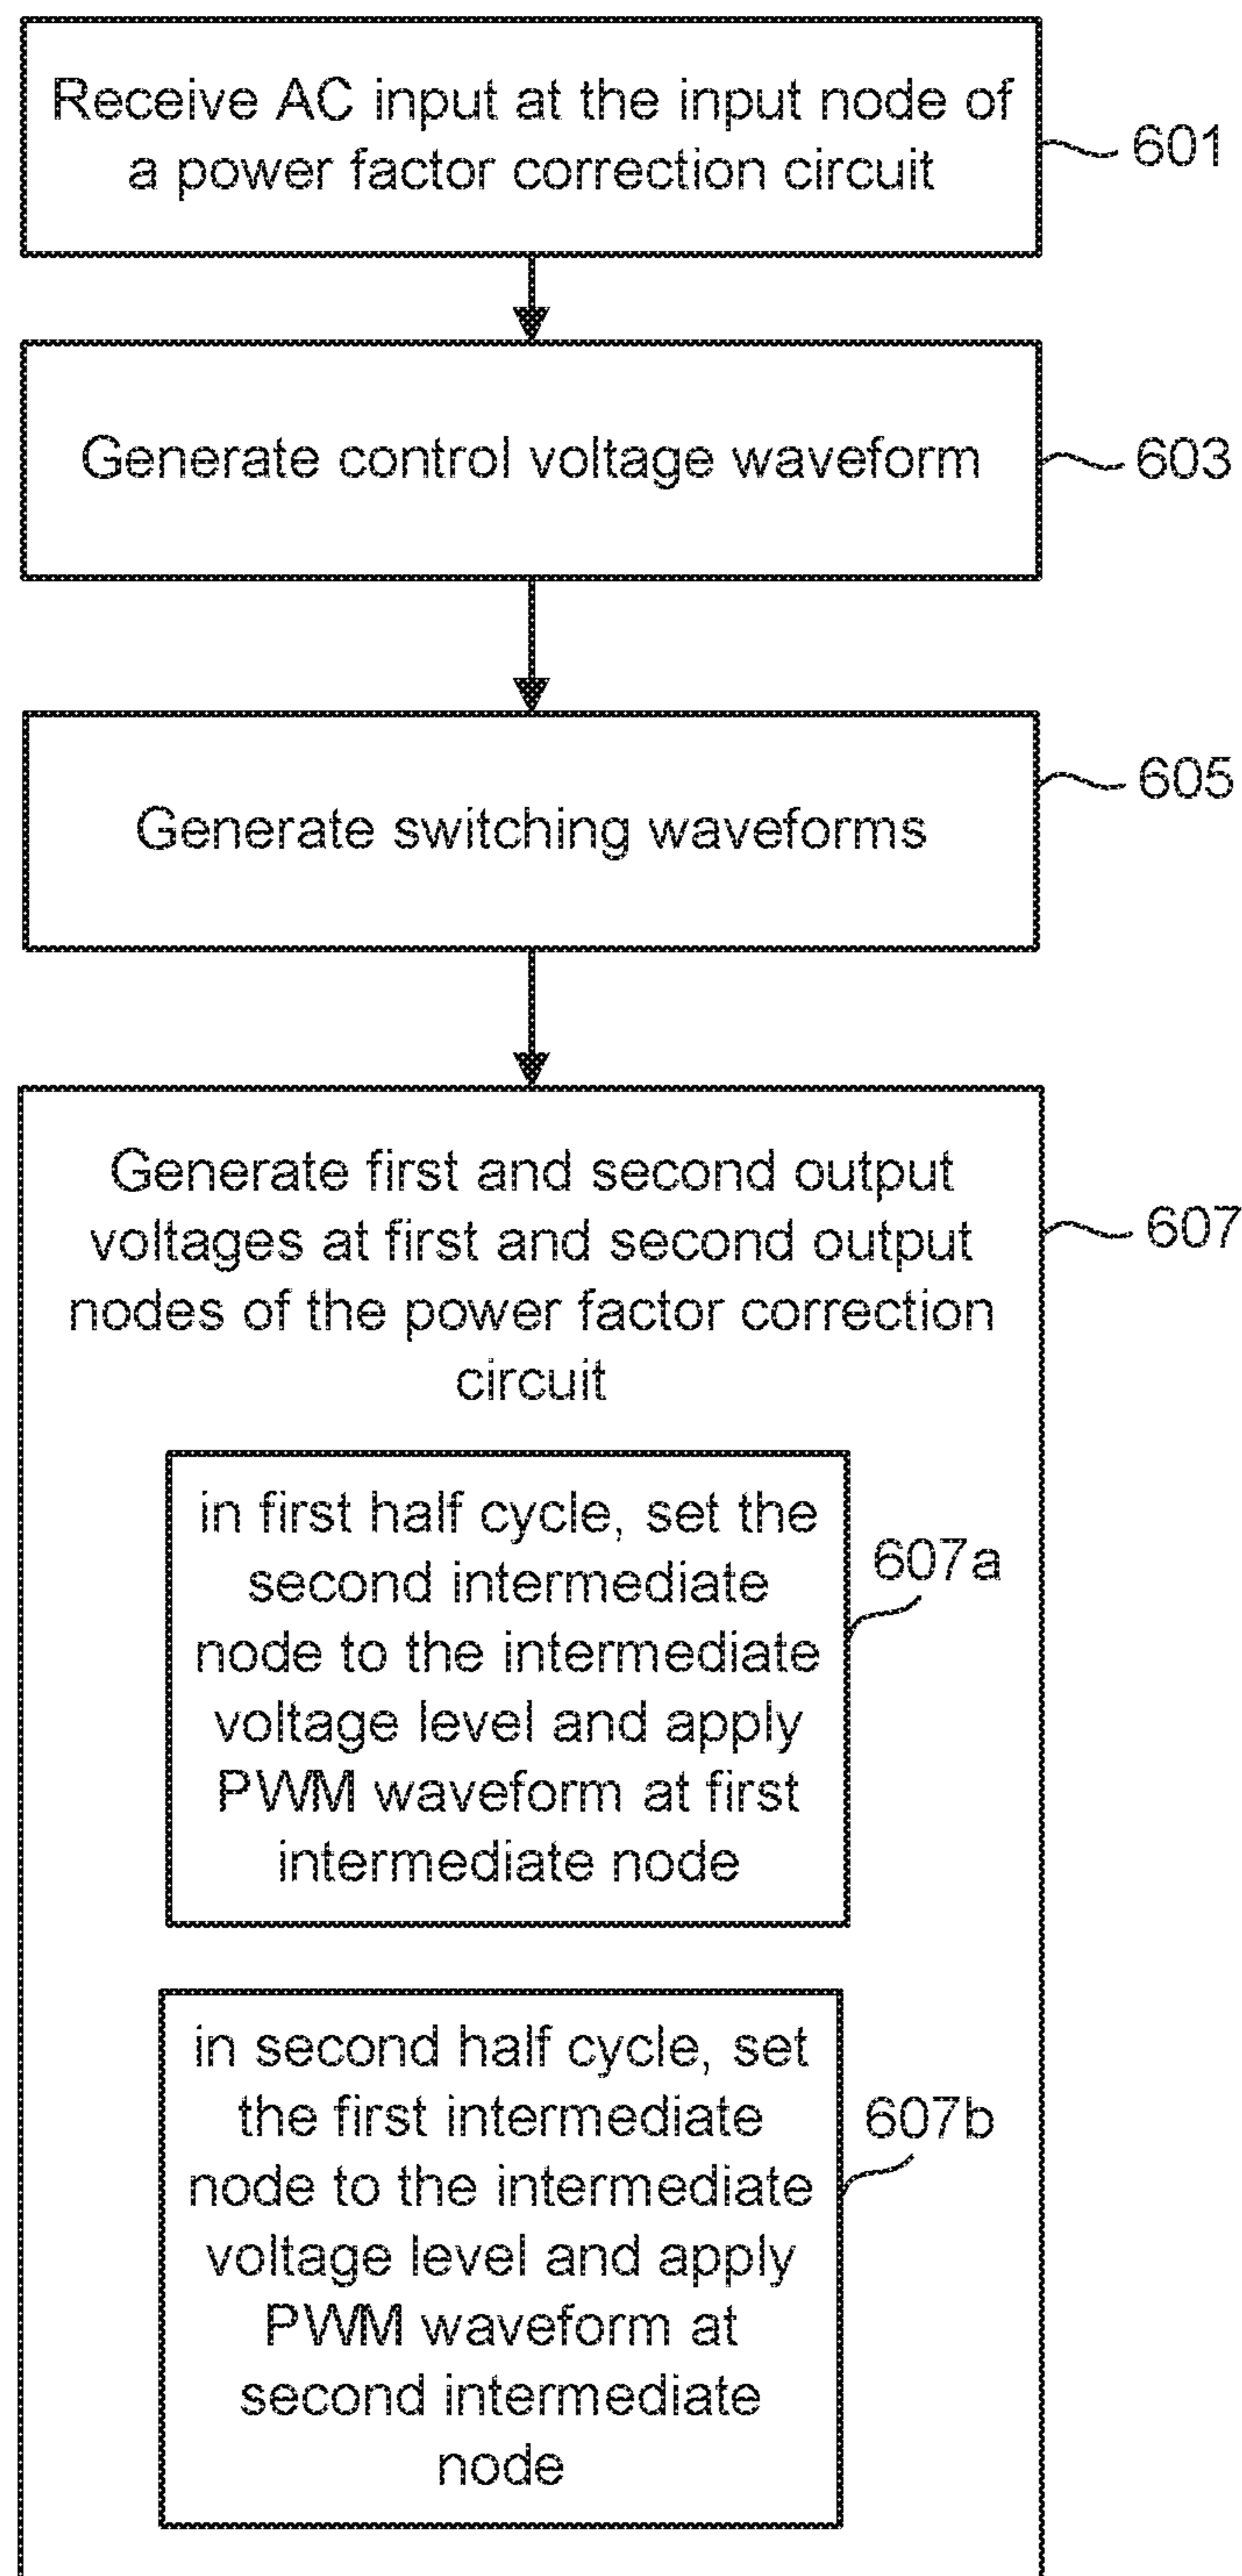 Receive AC input at the input node of
a power factor correction circuit
601
Generate control voltage waveform
603
Generate switching waveforms
605
Generate first and second output
voltages at first and second output
nodes of the power factor correction
circuit
607
in first half cycle, set the
second intermediate
node to the intermediate
voltage level and apply
PWM waveform at first
intermediate node
607a
in second half cycle, set
the first intermediate
node to the intermediate
voltage level and apply
PWM waveform at
second intermediate
node
607b